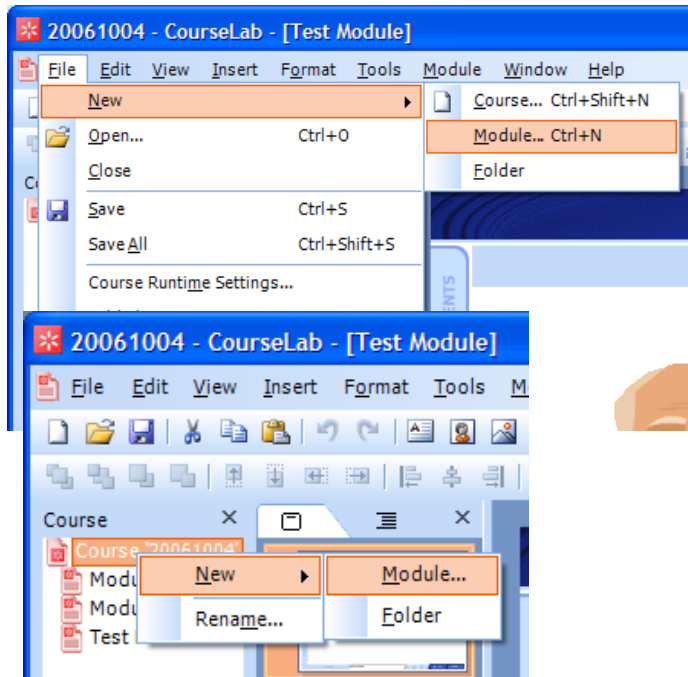 20061004 - CourseLab - [Test Module]
File Edit View Insert Format Tools Module Window Help
New Course... Ctrl+Shift+N
Open... Ctrl+O Module... Ctrl+N
Close Folder
Save Ctrl+S
Save All Ctrl+Shift+S
Course Runtime Settings...
20061004 - CourseLab - [Test Module]
File Edit View Insert Format Tools
Course
Course '20061004'
New Module...
Rename... Folder
Test